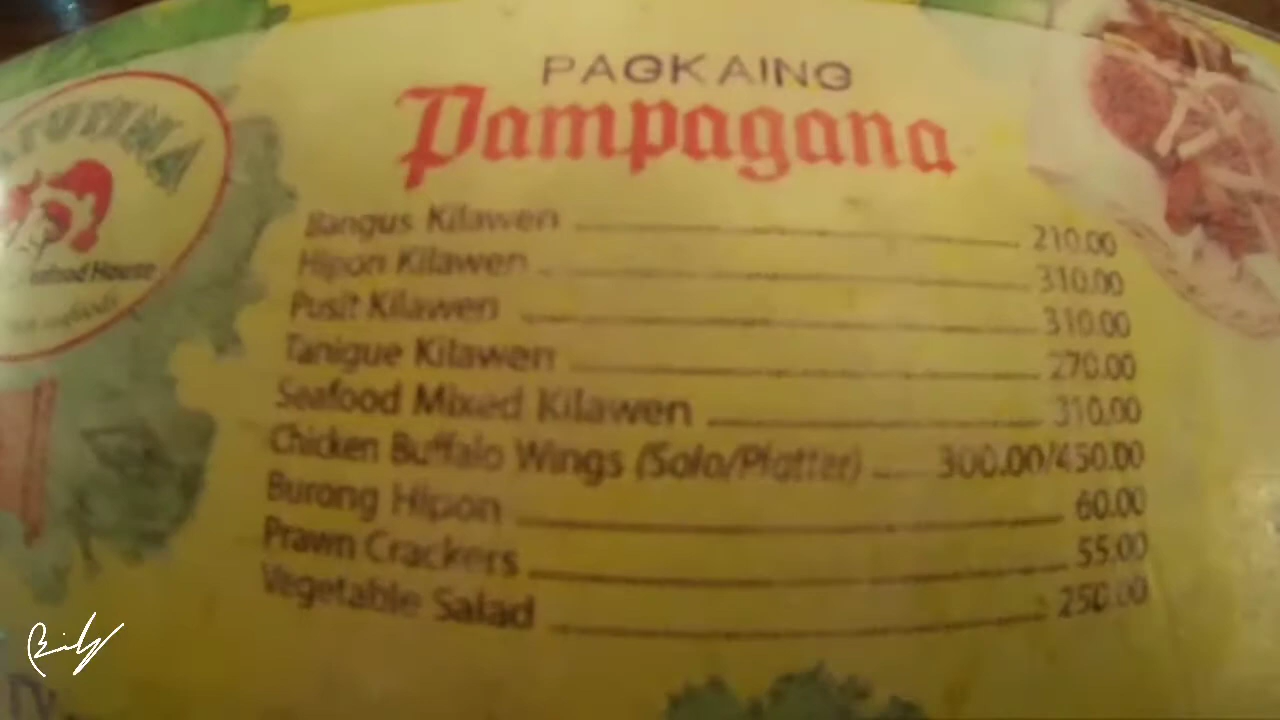 PAGKAING
Pampagana
Bangus Kilawen 210.00
Hipon Kilawen 310.00
Pusit Kilawen 310.00
Tanigue Kilawen 270.00
Seafood Mixed Kilawen 310.00
Chicken Buffalo Wings (Solo/Platter) 300.00/450.00
Burong Hipon 60.00
Prawn Crackers 55.00
Vegetable Salad 250.00
House